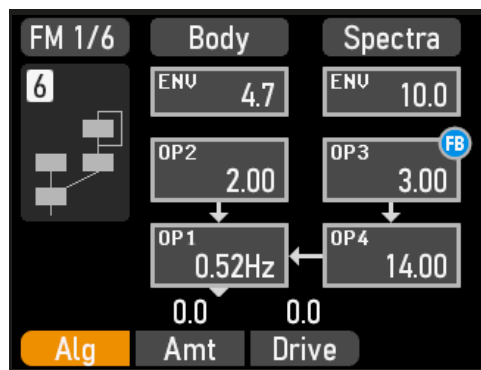 FM 1/6 Body Spectra
6 ENV 4.7 ENV 10.0
FB
OP2 2.00 OP3 3.00
OP1 0.52Hz OP4 14.00
0.0 0.0
Alg Amt Drive